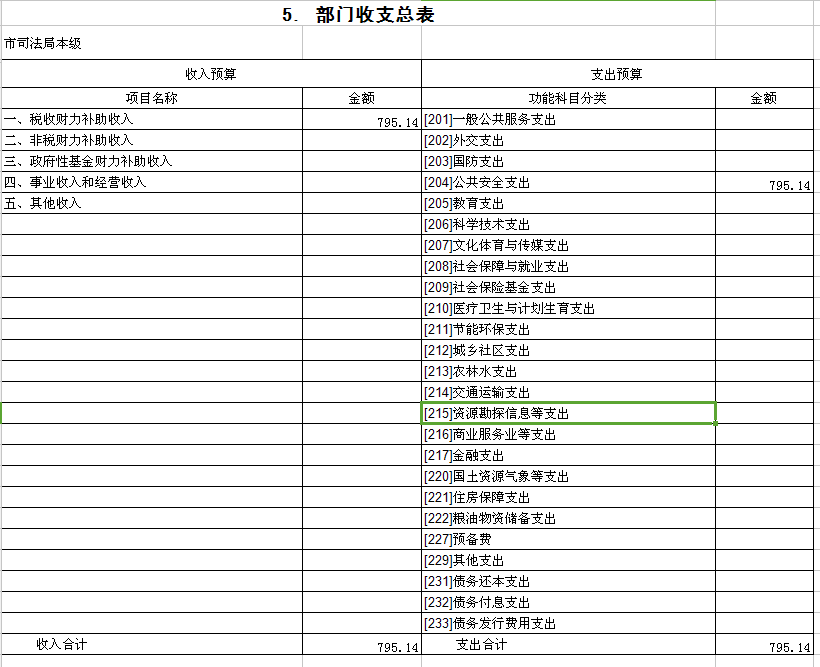 5. 部门收支总表
市司法局本级
收入预算 支出预算
项目名称 金额 功能科目分类 金额
一、税收财力补助收入 795.14 [201]一般公共服务支出
二、非税财力补助收入 [202]外交支出
三、政府性基金财力补助收入 [203]国防支出
四、事业收入和经营收入 [204]公共安全支出 795.14
五、其他收入 [205]教育支出
[206]科学技术支出
[207]文化体育与传媒支出
[208]社会保障与就业支出
[209]社会保险基金支出
[210]医疗卫生与计划生育支出
[211]节能环保支出
[212]城乡社区支出
[213]农林水支出
[214]交通运输支出
[215]资源勘探信息等支出
[216]商业服务业等支出
[217]金融支出
[220]国土资源气象等支出
[221]住房保障支出
[222]粮油物资储备支出
[227]预备费
[229]其他支出
[231]债务还本支出
[232]债务付息支出
[233]债务发行费用支出
收入合计 795.14 支出合计 795.14